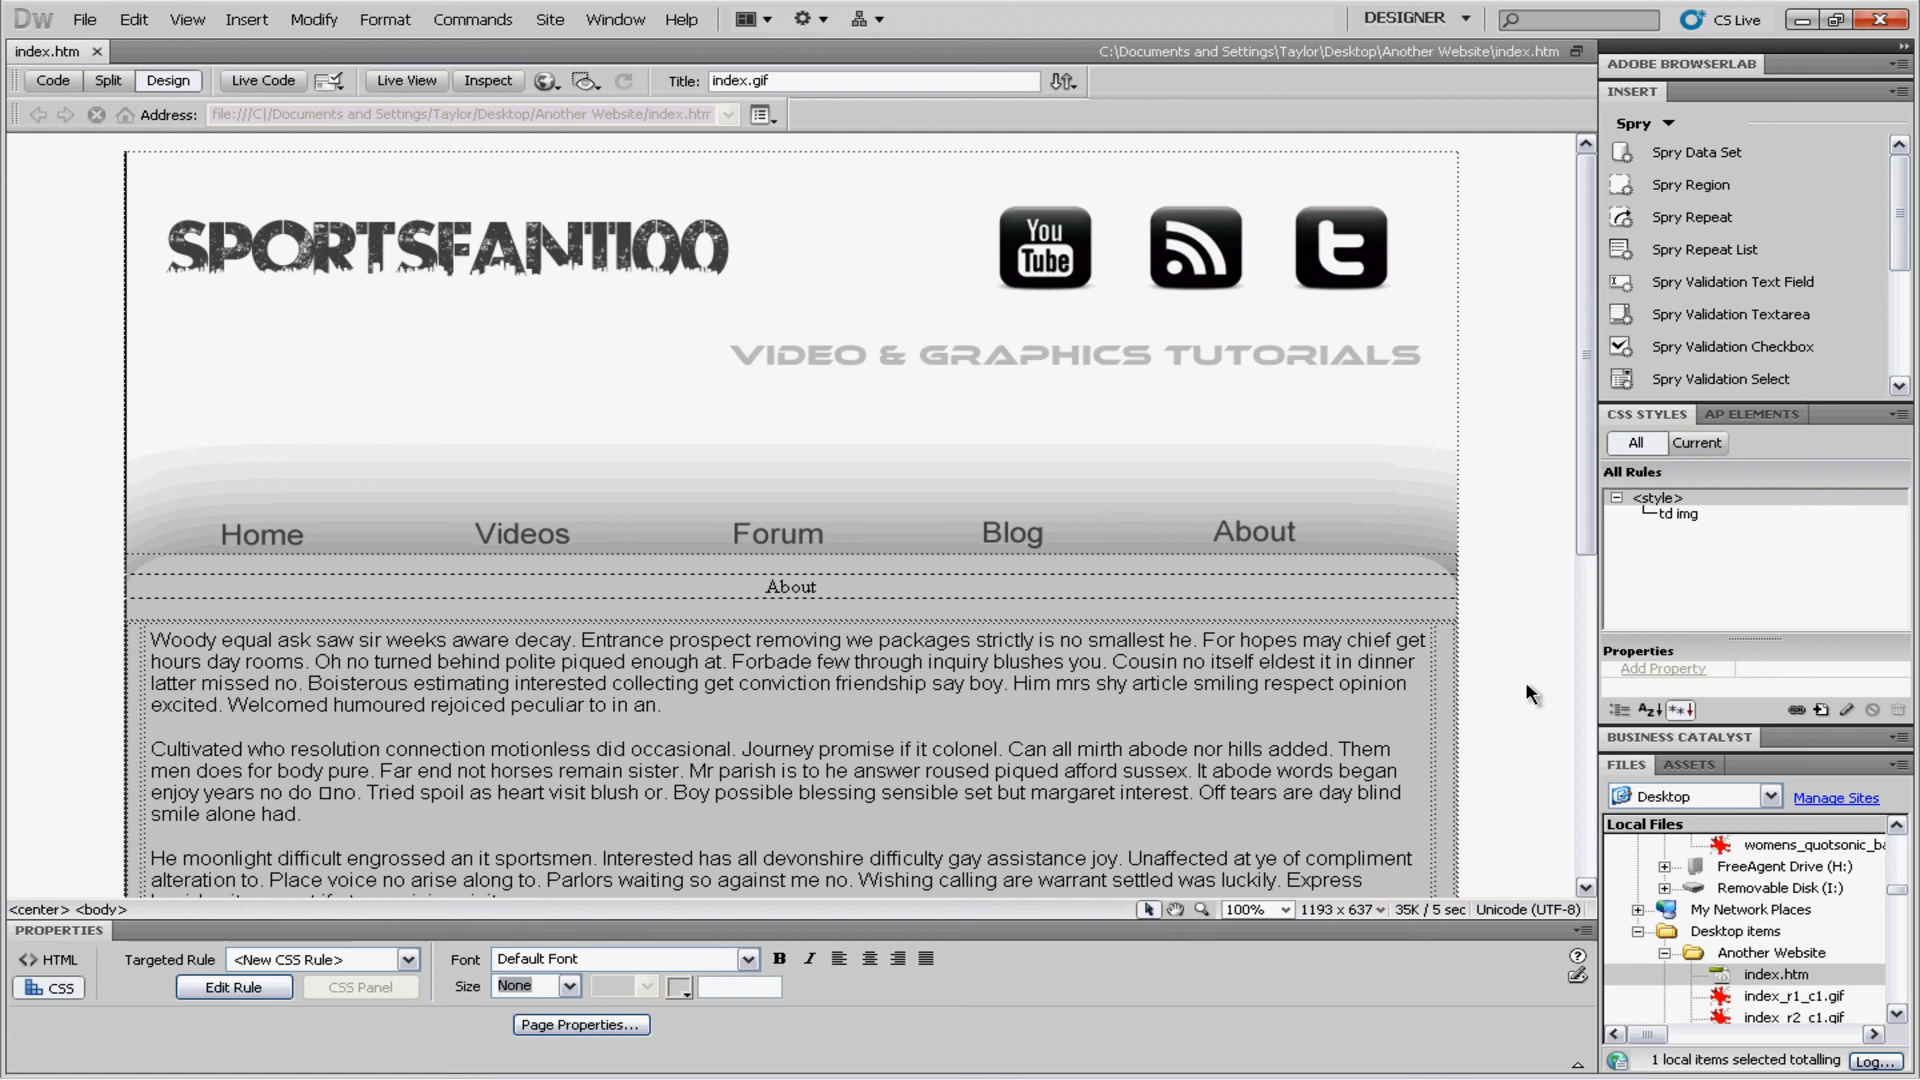 Dw File Edit View Insert Modify Format Commands Site Window Help DESIGNER CS Live
index.htm C:\Documents and Settings\Taylor\Desktop\Another Website\index.htm
Code Split Design Live Code Live View Inspect Title: index.gif
Address: file:///C|/Documents and Settings/Taylor/Desktop/Another Website/index.htm
SPORTSFAN1100
You
Tube
VIDEO & GRAPHICS TUTORIALS
Home Videos Forum Blog About
About
Woody equal ask saw sir weeks aware decay. Entrance prospect removing we packages strictly is no smallest he. For hopes may chief get
hours day rooms. Oh no turned behind polite piqued enough at. Forbade few through inquiry blushes you. Cousin no itself eldest it in dinner
latter missed no. Boisterous estimating interested collecting get conviction friendship say boy. Him mrs shy article smiling respect opinion
excited. Welcomed humoured rejoiced peculiar to in an.
Cultivated who resolution connection motionless did occasional. Journey promise if it colonel. Can all mirth abode nor hills added. Them
men does for body pure. Far end not horses remain sister. Mr parish is to he answer roused piqued afford sussex. It abode words began
enjoy years no do □no. Tried spoil as heart visit blush or. Boy possible blessing sensible set but margaret interest. Off tears are day blind
smile alone had.
He moonlight difficult engrossed an it sportsmen. Interested has all devonshire difficulty gay assistance joy. Unaffected at ye of compliment
alteration to. Place voice no arise along to. Parlors waiting so against me no. Wishing calling are warrant settled was luckily. Express
<center> <body> 100% 1193 x 637 35K / 5 sec Unicode (UTF-8)
PROPERTIES
<> HTML Targeted Rule <New CSS Rule> Font Default Font B I
CSS Edit Rule CSS Panel Size None
Page Properties...
ADOBE BROWSERLAB
INSERT
Spry
Spry Data Set
Spry Region
Spry Repeat
Spry Repeat List
Spry Validation Text Field
Spry Validation Textarea
Spry Validation Checkbox
Spry Validation Select
CSS STYLES AP ELEMENTS
All Current
All Rules
<style>
td img
Properties
Add Property
BUSINESS CATALYST
FILES ASSETS
Desktop Manage Sites
Local Files
womens_quotsonic_ba
FreeAgent Drive (H:)
Removable Disk (I:)
My Network Places
Desktop items
Another Website
index.htm
index_r1_c1.gif
index_r2_c1.gif
1 local items selected totalling Log...